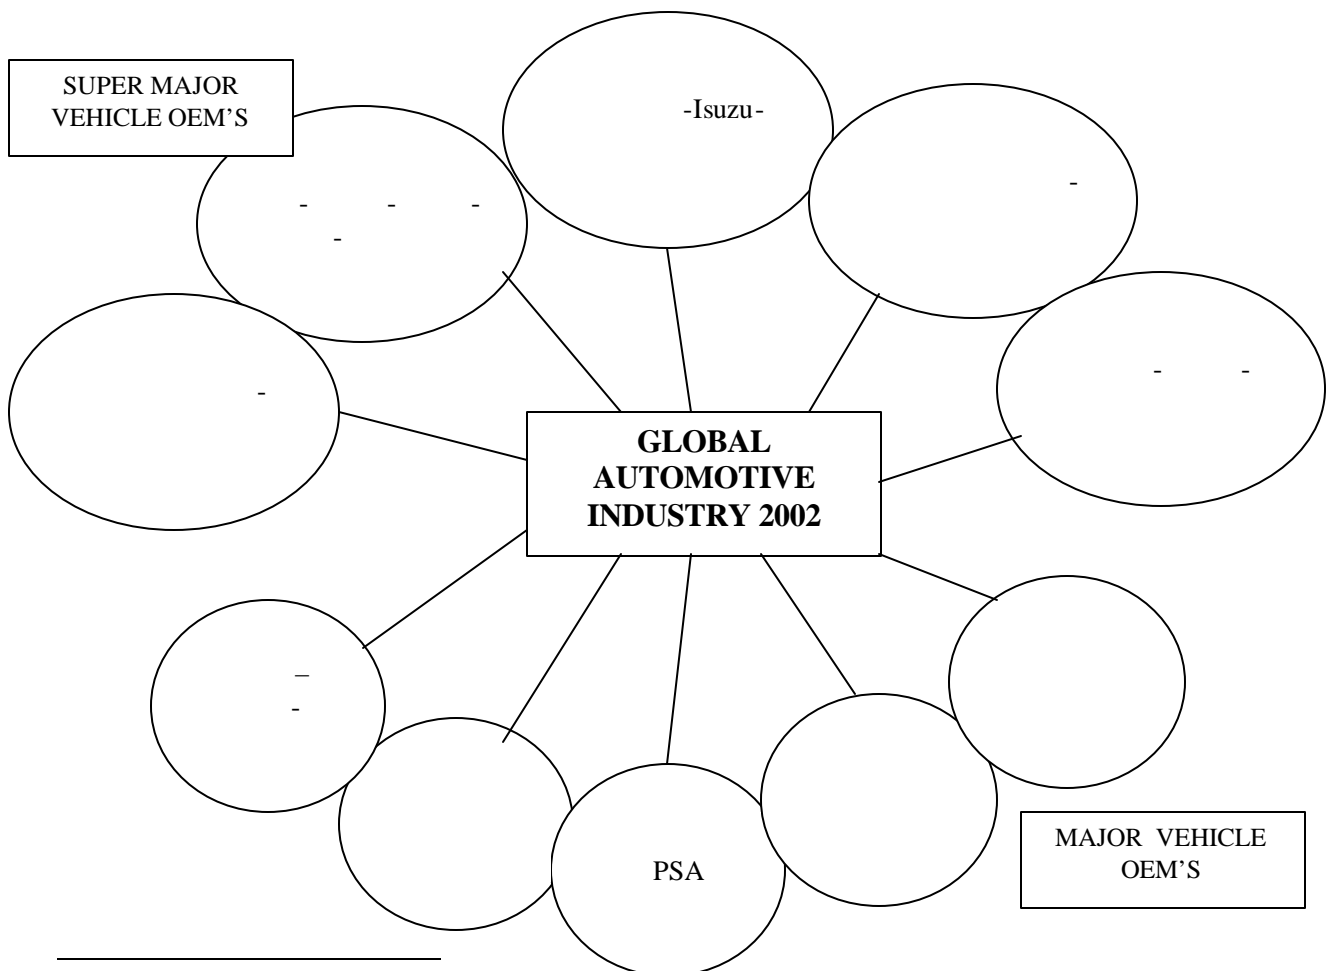 SUPER MAJOR
VEHICLE OEM’S
-Isuzu-
-
- - -
-
- -
-
GLOBAL
AUTOMOTIVE
INDUSTRY 2002
–
-
MAJOR VEHICLE
OEM’S
PSA